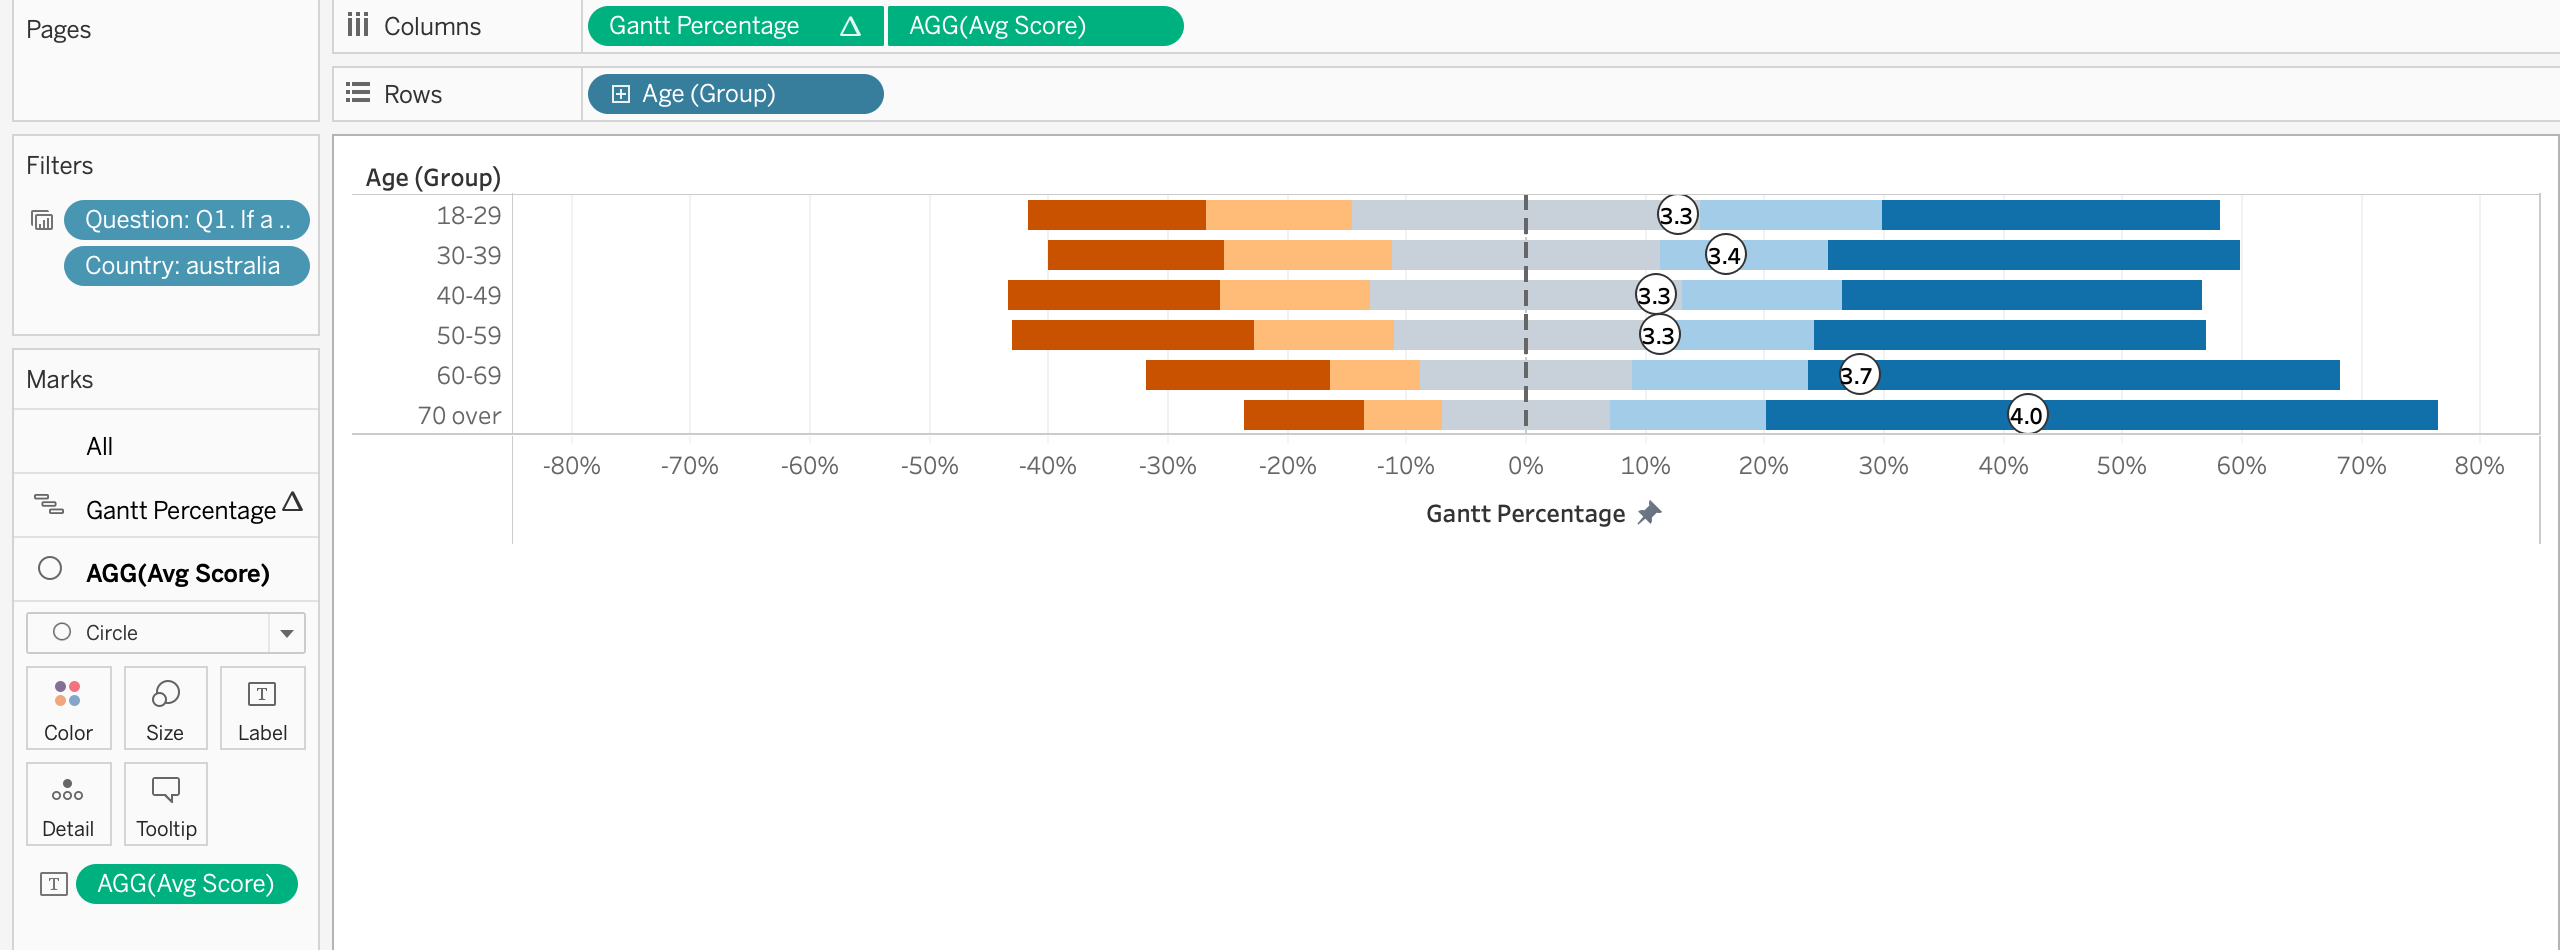 Pages
Columns
Gantt Percentage
AGG(Avg Score)
Rows
Age (Group)
Filters
Question: Q1. If a ..
Country: australia
Marks
All
Gantt Percentage
AGG(Avg Score)
Circle
Color
Size
Label
Detail
Tooltip
AGG(Avg Score)
Age (Group)
18-29
3.3
30-39
3.4
40-49
3.3
50-59
3.3
60-69
3.7
70 over
4.0
-80% -70% -60% -50% -40% -30% -20% -10% 0% 10% 20% 30% 40% 50% 60% 70% 80%
Gantt Percentage